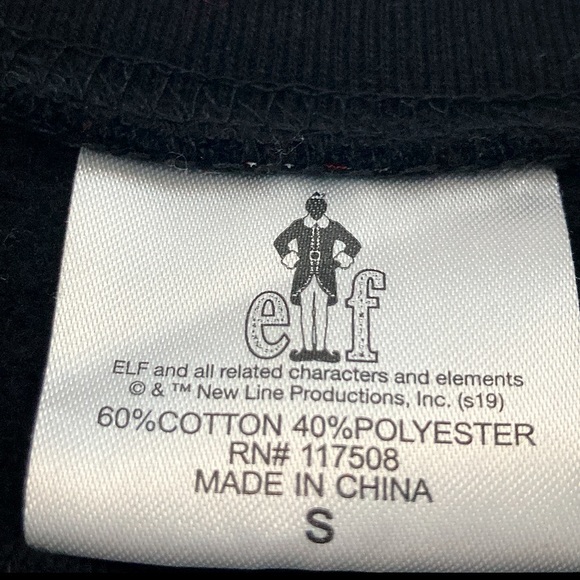 elf
ELF and all related characters and elements
© & ™ New Line Productions, Inc. (s19)
60%COTTON 40%POLYESTER
RN# 117508
MADE IN CHINA
S